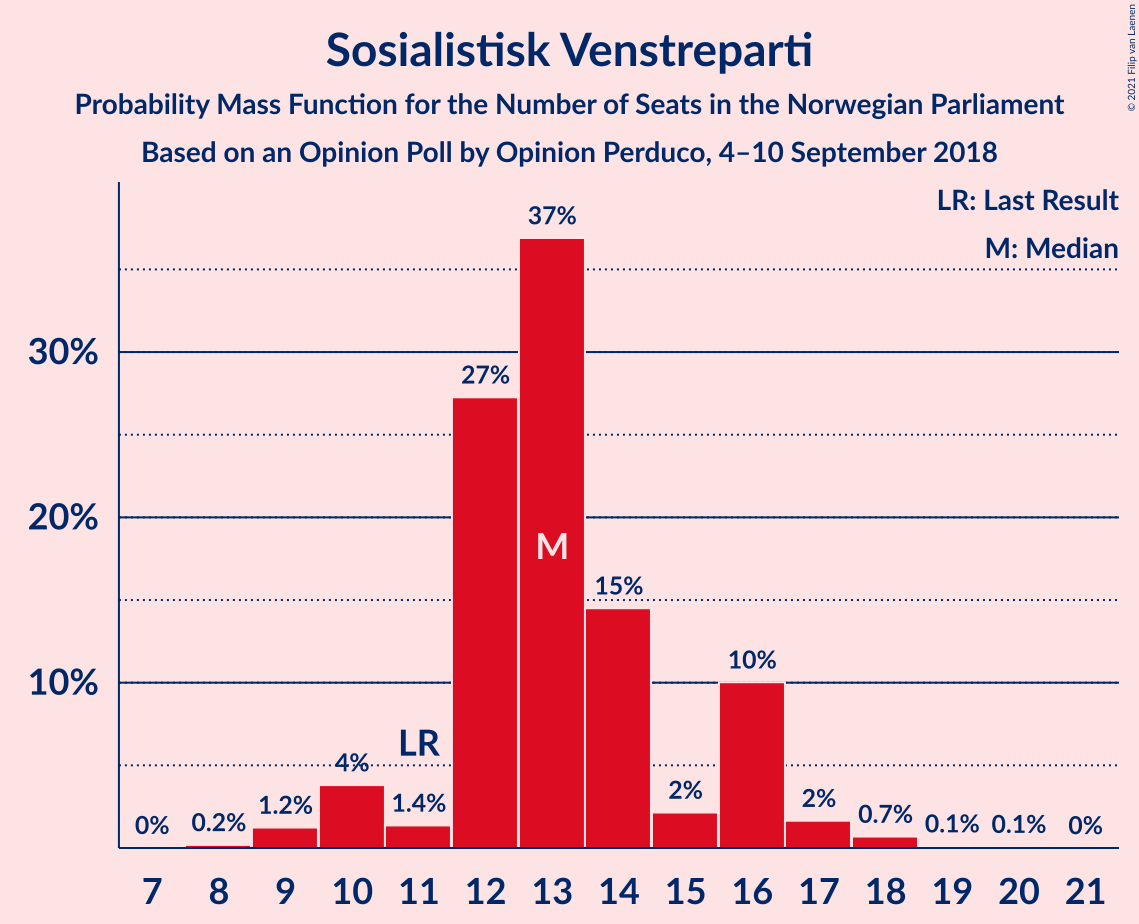 Sosialistisk Venstreparti
Probability Mass Function for the Number of Seats in the Norwegian Parliament
Based on an Opinion Poll by Opinion Perduco, 4–10 September 2018
© 2021 Filip van Laenen
LR: Last Result
M: Median
37%
30%
27%
20%
M
15%
10%
10%
LR
4%
0%
0.2%
1.2%
1.4%
2%
2%
0.7%
0.1%
0.1%
0%
7 8 9 10 11 12 13 14 15 16 17 18 19 20 21